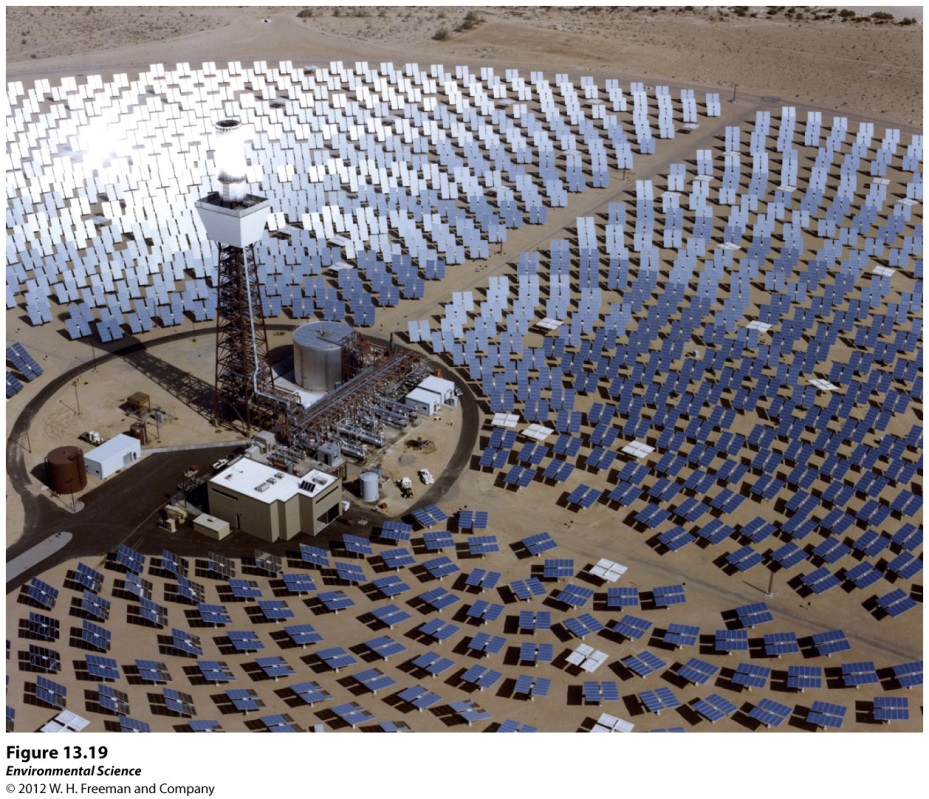 Figure 13.19
Environmental Science
© 2012 W. H. Freeman and Company